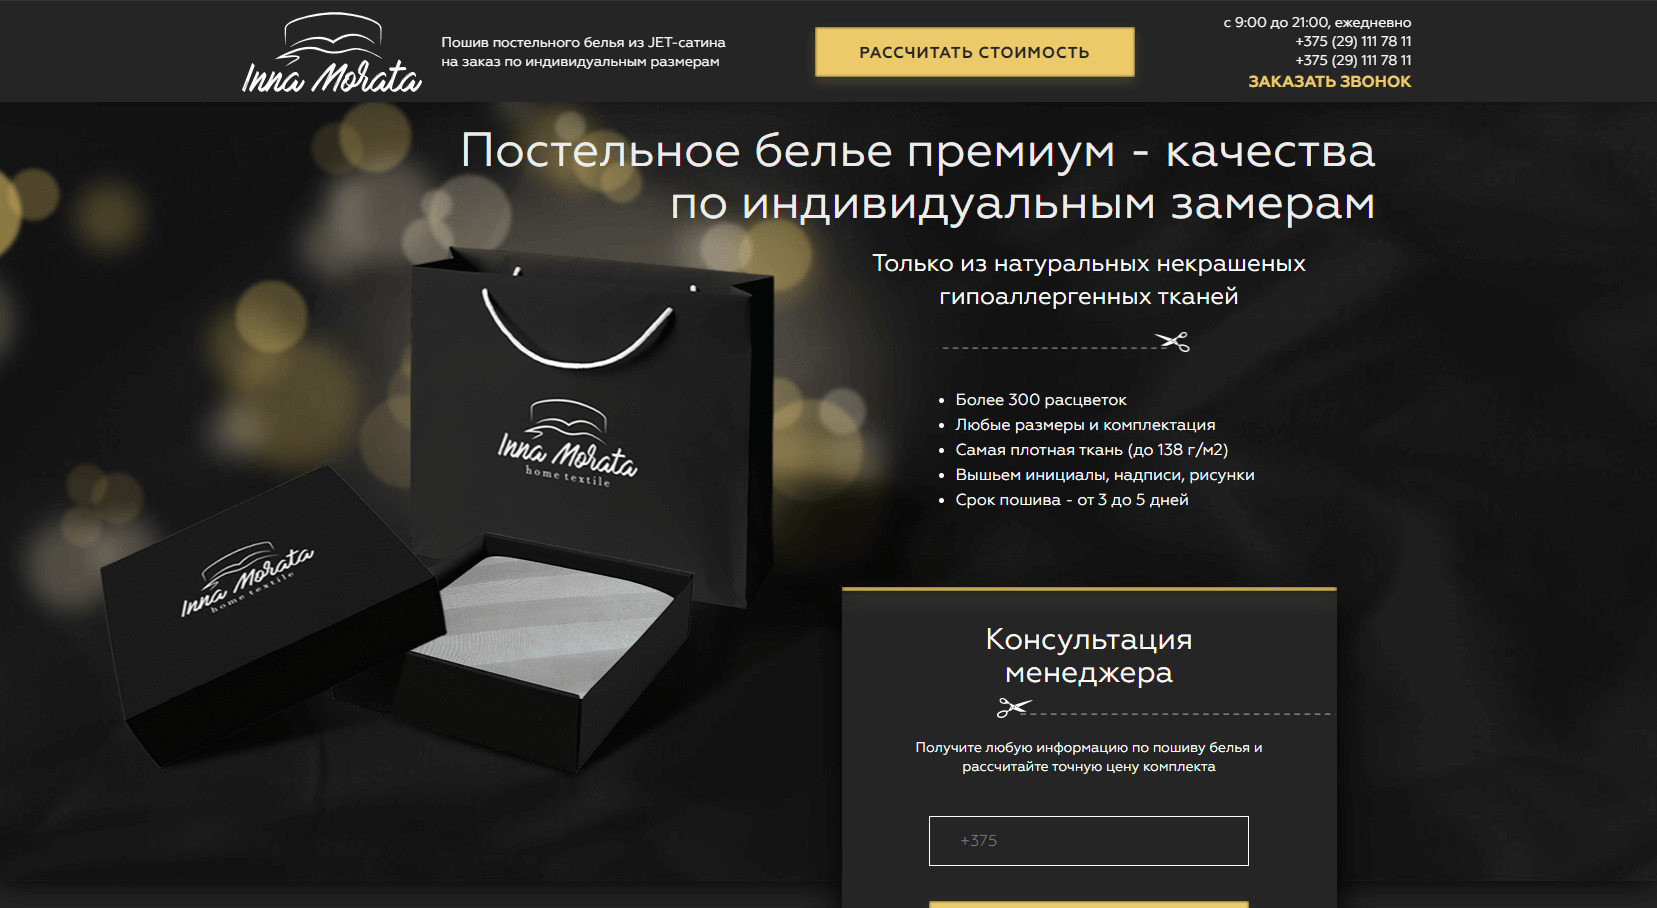 Inna Morata
Пошив постельного белья из JET-сатина
на заказ по индивидуальным размерам
РАССЧИТАТЬ СТОИМОСТЬ
с 9:00 до 21:00, ежедневно
+375 (29) 111 78 11
+375 (29) 111 78 11
ЗАКАЗАТЬ ЗВОНОК
Постельное белье премиум - качества
по индивидуальным замерам
Только из натуральных некрашеных
гипоаллергенных тканей
• Более 300 расцветок
• Любые размеры и комплектация
• Самая плотная ткань (до 138 г/м2)
• Вышьем инициалы, надписи, рисунки
• Срок пошива - от 3 до 5 дней
Inna Morata
home textile
Inna Morata
home textile
Консультация
менеджера
Получите любую информацию по пошиву белья и
рассчитайте точную цену комплекта
+375